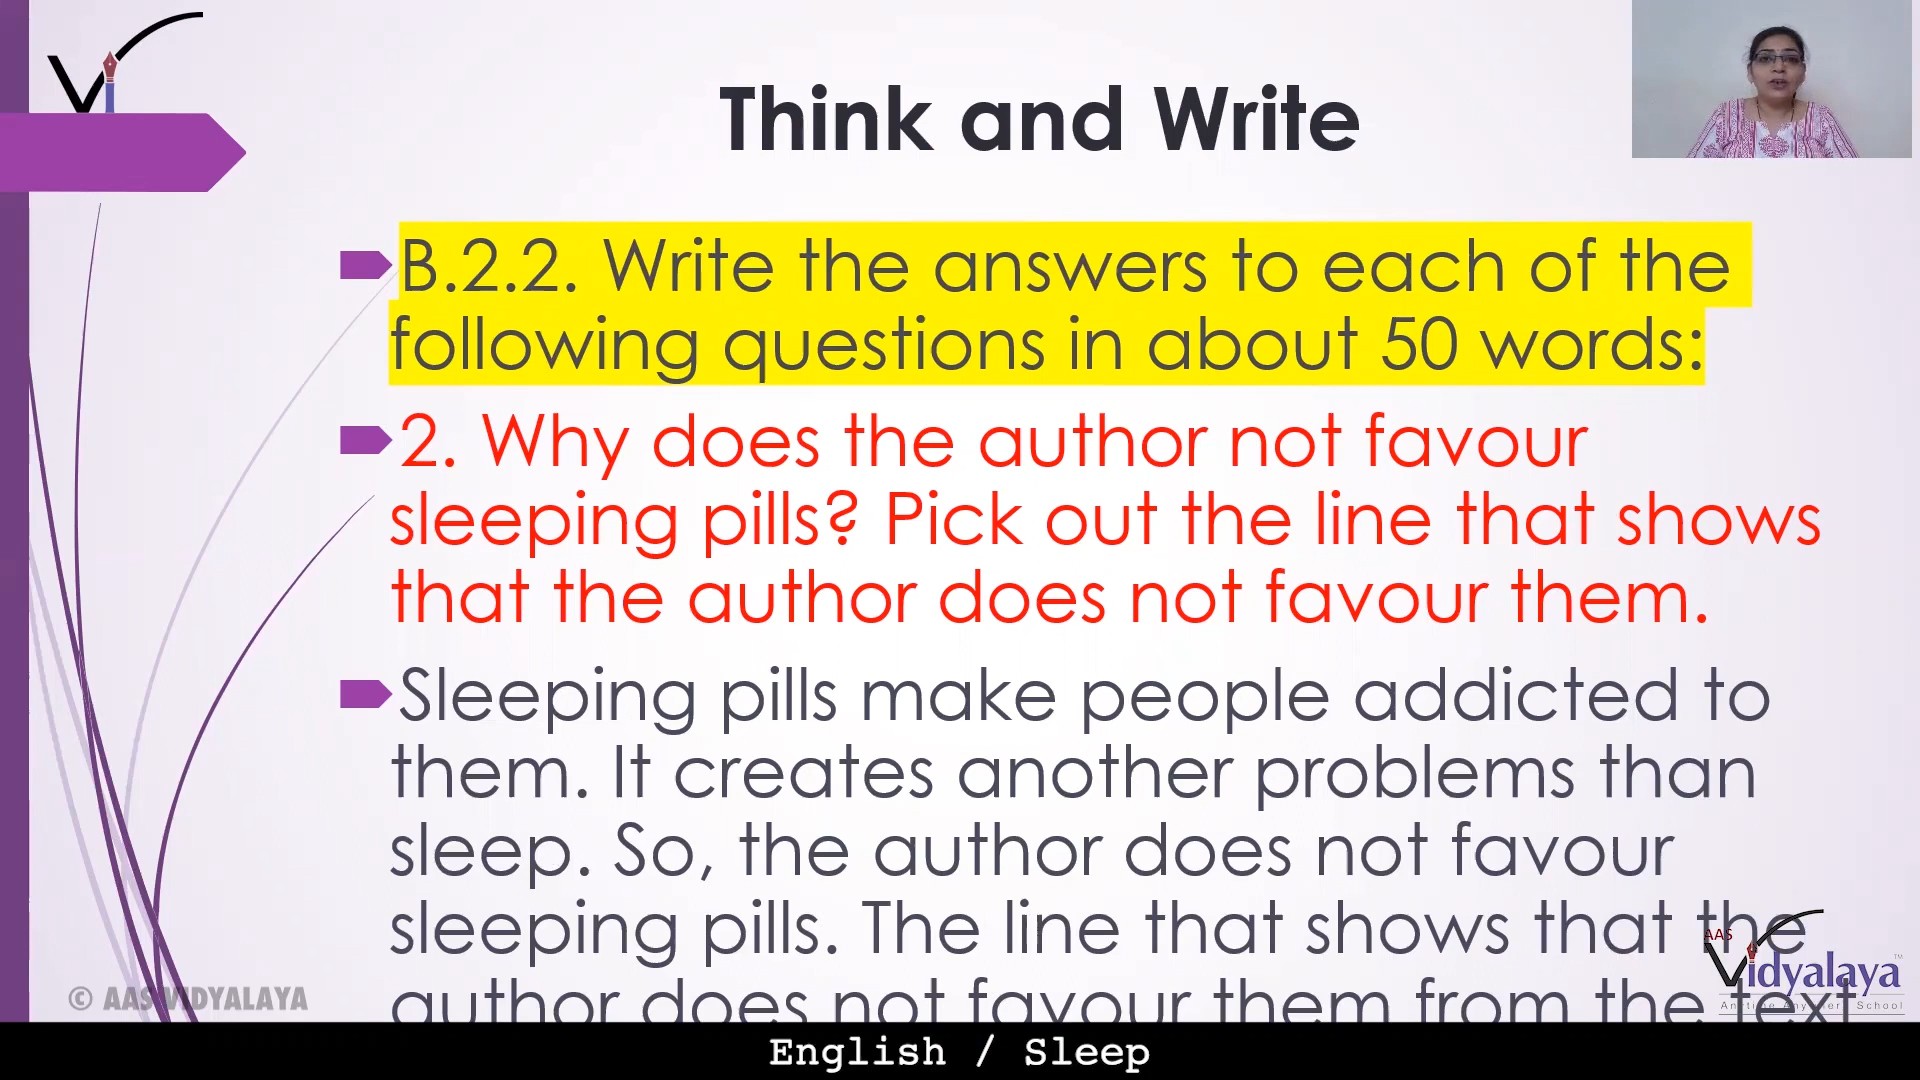 Think and Write
B.2.2. Write the answers to each of the
following questions in about 50 words:
2. Why does the author not favour
sleeping pills? Pick out the line that shows
that the author does not favour them.
Sleeping pills make people addicted to
them. It creates another problems than
sleep. So, the author does not favour
sleeping pills. The line that shows that the
author does not favour them from the text
AAS
Vidyalaya
Anytime Anywhere School
© AAS VIDYALAYA
English / Sleep